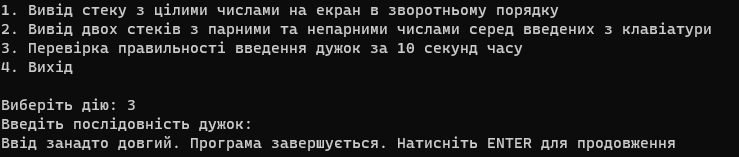 1. Вивід стеку з цілими числами на екран в зворотньому порядку
2. Вивід двох стеків з парними та непарними числами серед введених з клавіатури
3. Перевірка правильності введення дужок за 10 секунд часу
4. Вихід
Виберіть дію: 3
Введіть послідовність дужок:
Ввід занадто довгий. Програма завершується. Натисніть ENTER для продовження